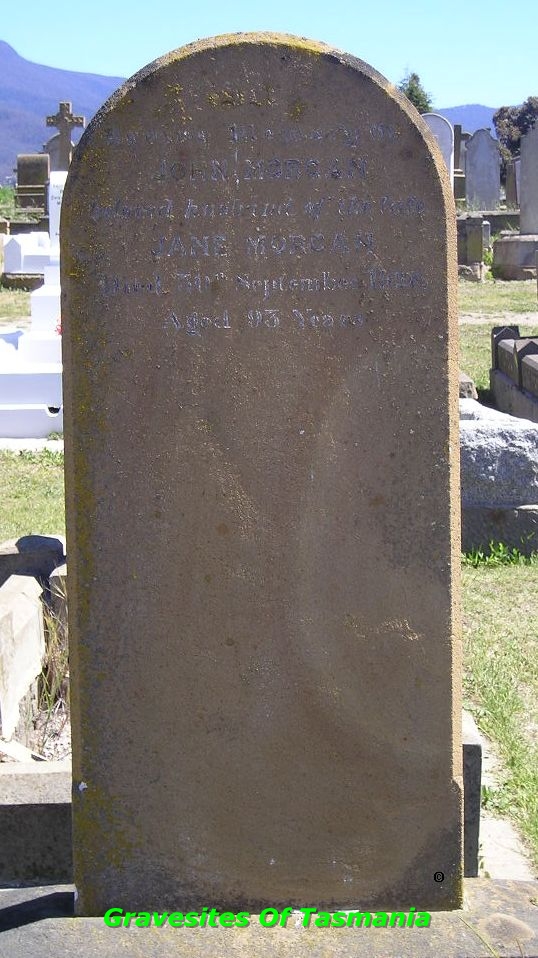 In
Loving Memory Of
JOHN MORGAN
beloved husband of the late
JANE MORGAN
Died 30th September
Aged 93 Years
©
Gravesites Of Tasmania